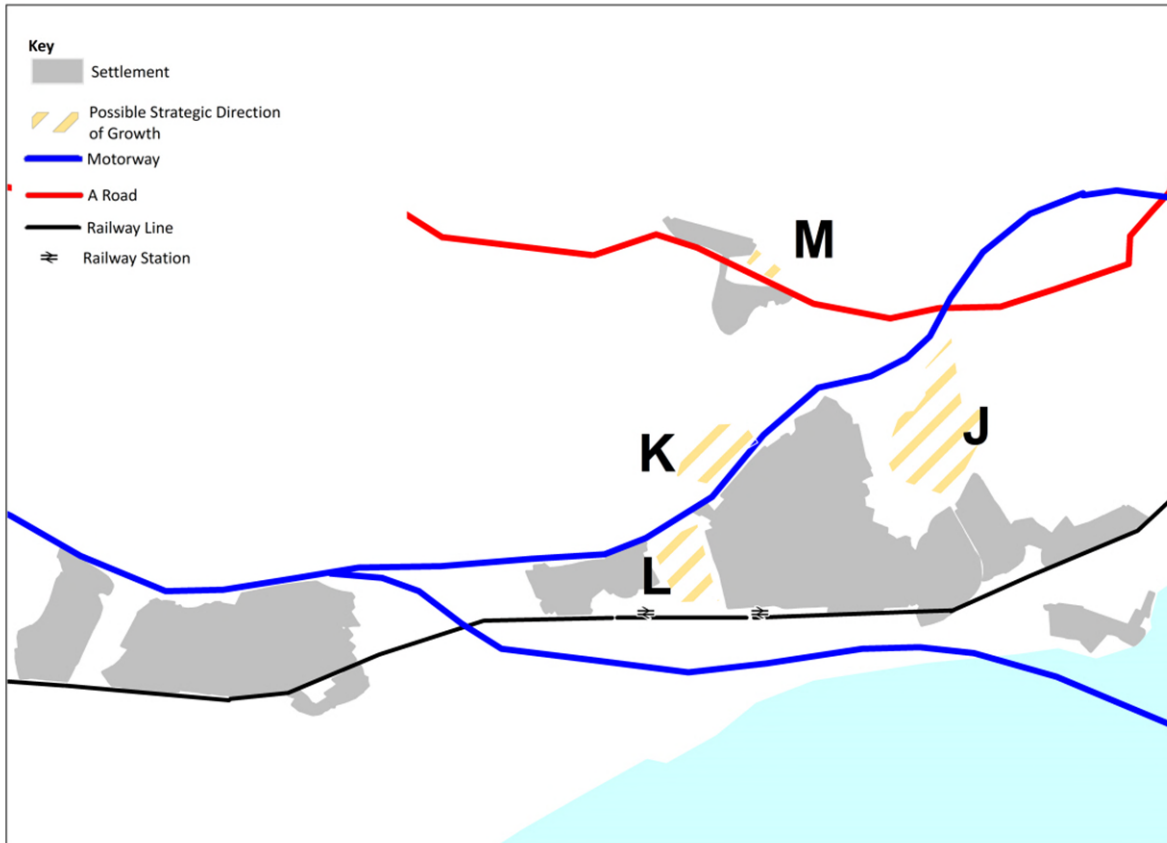 Key
Settlement
Possible Strategic Direction
of Growth
Motorway
A Road
Railway Line
Railway Station
M
J
K
L